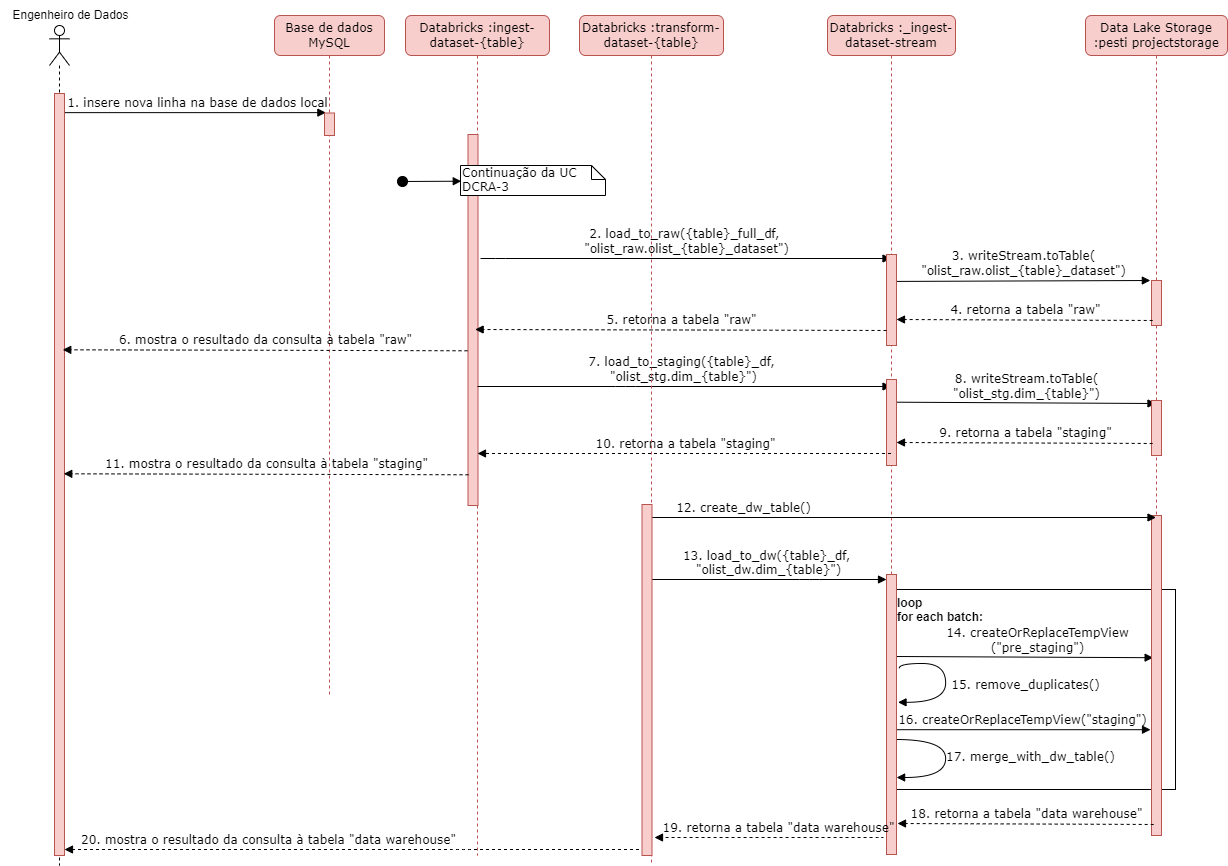 Engenheiro de Dados
Base de dados
MySQL
Databricks :ingest-
dataset-{table}
Databricks :transform-
dataset-{table}
Databricks :_ingest-
dataset-stream
Data Lake Storage
:pesti projectstorage
1. insere nova linha na base de dados local
Continuação da UC
DCRA-3
2. load_to_raw({table}_full_df,
"olist_raw.olist_{table}_dataset")
3. writeStream.toTable(
"olist_raw.olist_{table}_dataset")
4. retorna a tabela "raw"
5. retorna a tabela "raw"
6. mostra o resultado da consulta à tabela "raw"
7. load_to_staging({table}_df,
"olist_stg.dim_{table}")
8. writeStream.toTable(
"olist_stg.dim_{table}")
9. retorna a tabela "staging"
10. retorna a tabela "staging"
11. mostra o resultado da consulta à tabela "staging"
12. create_dw_table()
13. load_to_dw({table}_df,
"olist_dw.dim_{table}")
loop
for each batch:
14. createOrReplaceTempView
("pre_staging")
15. remove_duplicates()
16. createOrReplaceTempView("staging")
17. merge_with_dw_table()
18. retorna a tabela "data warehouse"
19. retorna a tabela "data warehouse"
20. mostra o resultado da consulta à tabela "data warehouse"